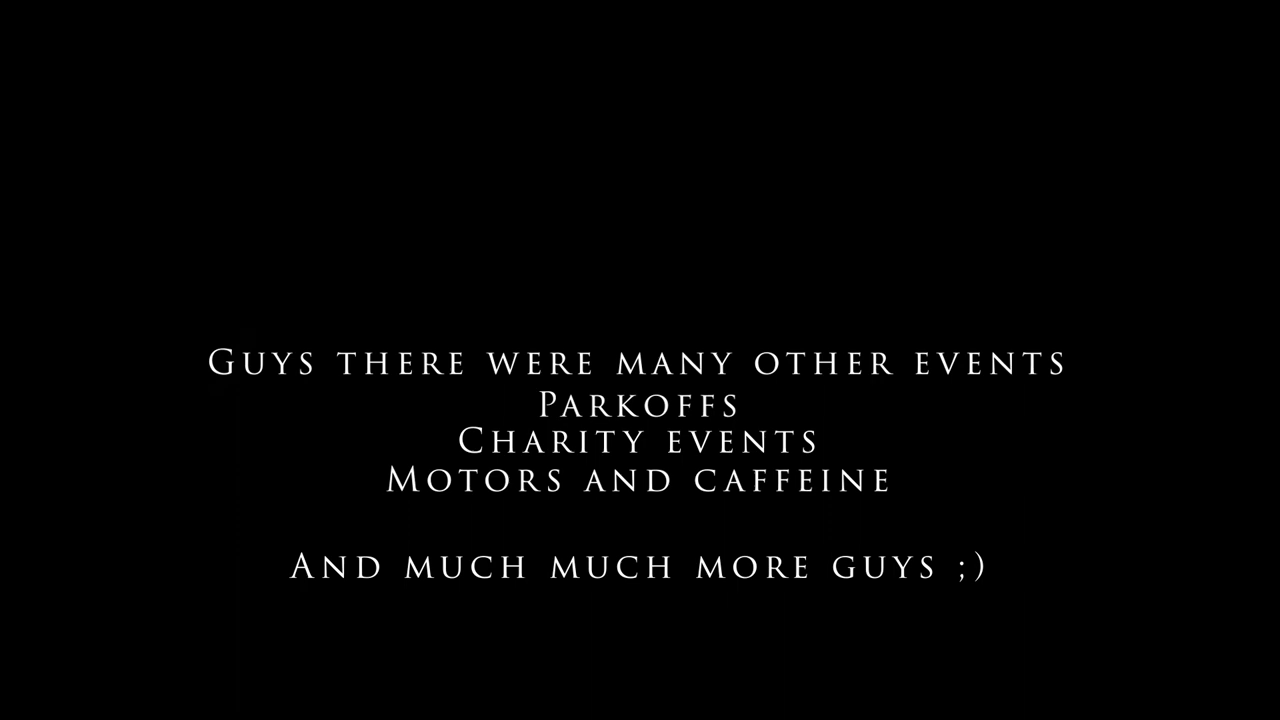 Guys there were many other events
Parkoffs
Charity events
Motors and caffeine
And much much more guys ;)